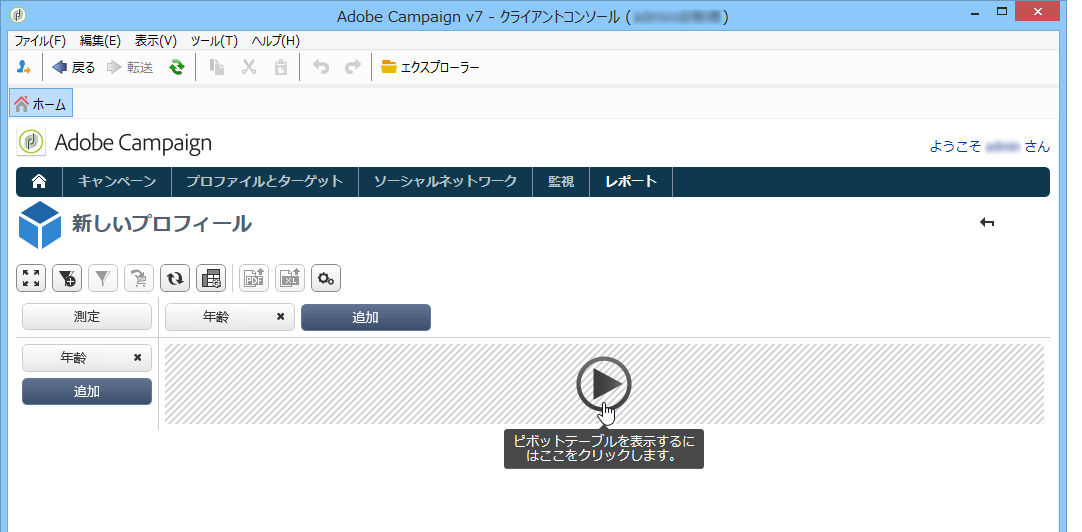 Adobe Campaign v7 - クライアントコンソール ( )
ファイル(F) 編集(E) 表示(V) ツール(T) ヘルプ(H)
戻る 転送 エクスプローラー
ホーム
Adobe Campaign
ようこそ さん
キャンペーン プロファイルとターゲット ソーシャルネットワーク 監視 レポート
新しいプロフィール
PDF XL
測定 年齢 追加
年齢
追加
ピボットテーブルを表示するに
はここをクリックします。